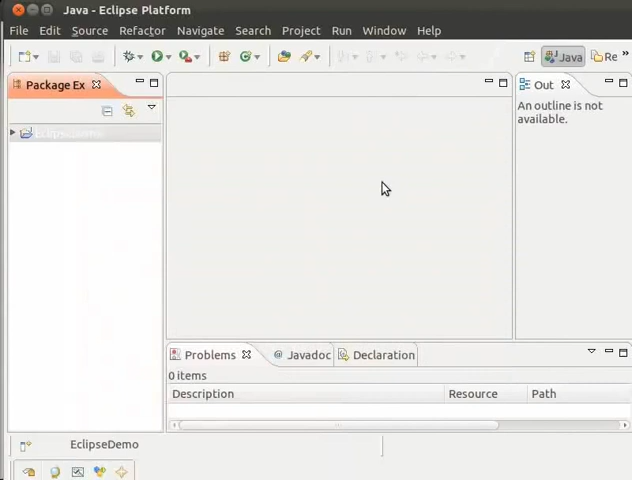 Java - Eclipse Platform
File Edit Source Refactor Navigate Search Project Run Window Help
Java Re »
Package Ex
Out
An outline is not
available.
EclipseDemo
Problems @ Javadoc Declaration
0 items
Description Resource Path
EclipseDemo